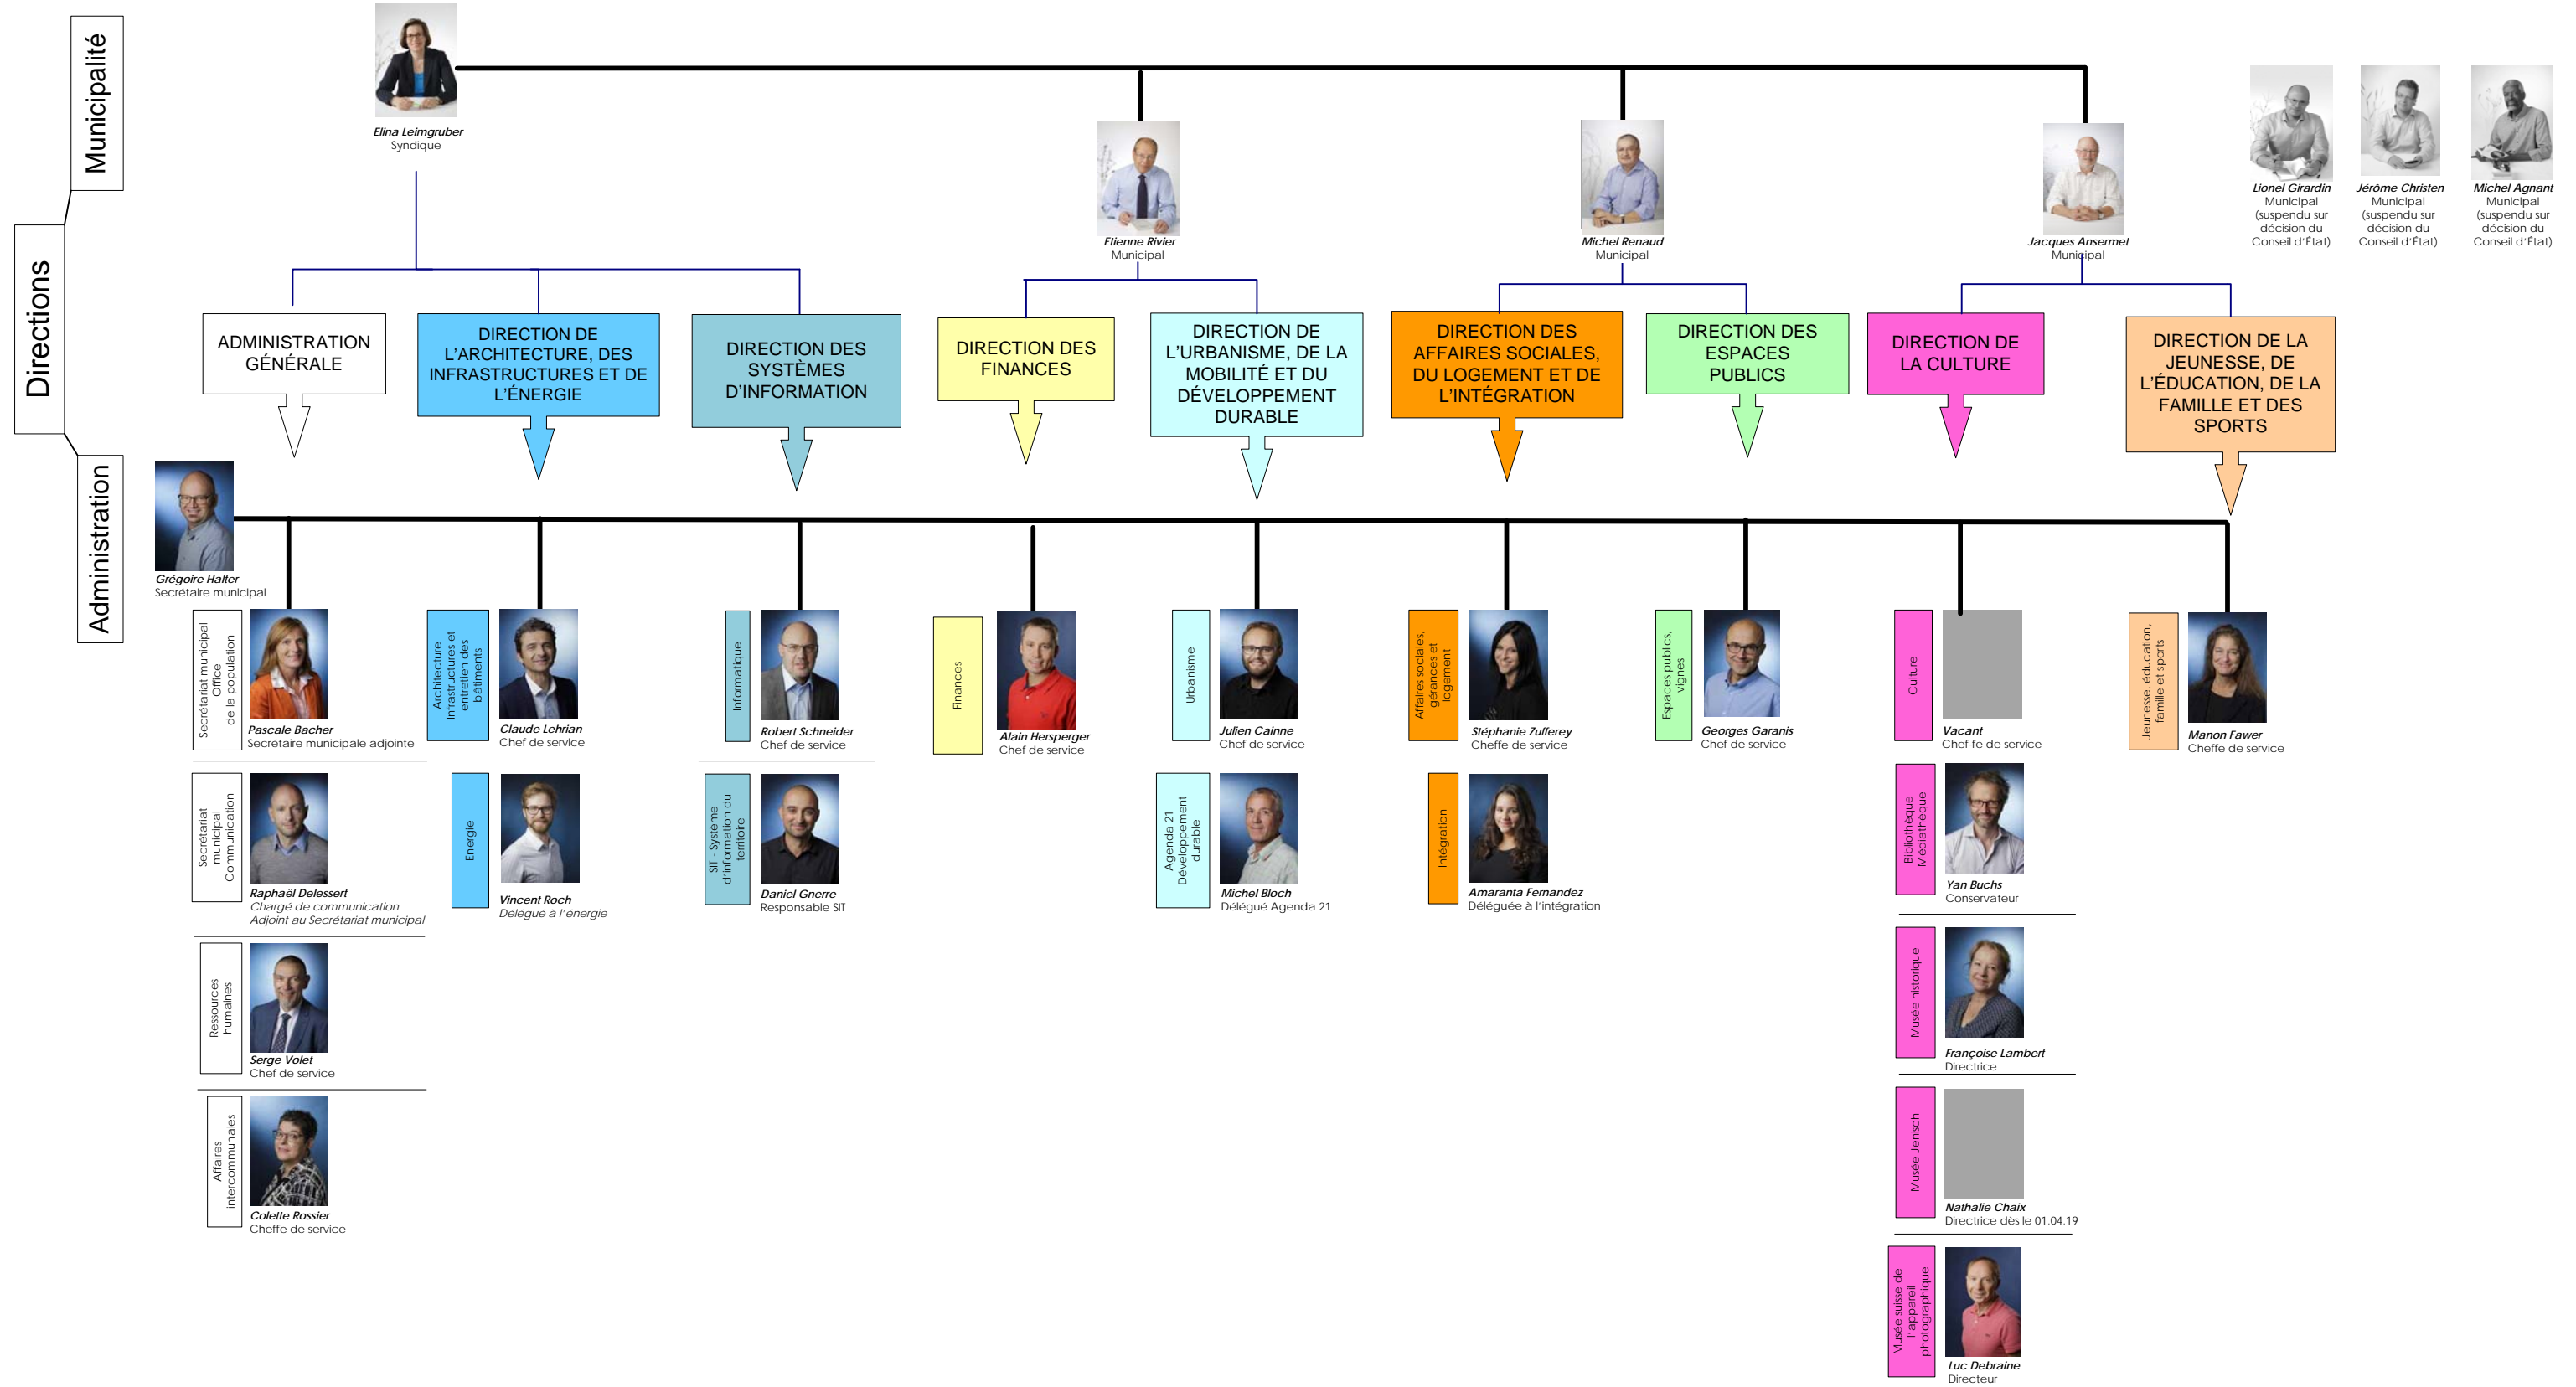 Municipalité
Directions
Administration
Elina Leimgruber
Syndique
Etienne Rivier
Municipal
Michel Renaud
Municipal
Jacques Ansermet
Municipal
Lionel Girardin
Municipal
(suspendu sur
décision du
Conseil d'État)
Jérôme Christen
Municipal
(suspendu sur
décision du
Conseil d'État)
Michel Agnant
Municipal
(suspendu sur
décision du
Conseil d'État)
ADMINISTRATION
GÉNÉRALE
DIRECTION DE
L'ARCHITECTURE, DES
INFRASTRUCTURES ET DE
L'ÉNERGIE
DIRECTION DES
SYSTÈMES
D'INFORMATION
DIRECTION DES
FINANCES
DIRECTION DE
L'URBANISME, DE LA
MOBILITÉ ET DU
DÉVELOPPEMENT
DURABLE
DIRECTION DES
AFFAIRES SOCIALES,
DU LOGEMENT ET DE
L'INTÉGRATION
DIRECTION DES
ESPACES
PUBLICS
DIRECTION DE
LA CULTURE
DIRECTION DE LA
JEUNESSE, DE
L'ÉDUCATION, DE LA
FAMILLE ET DES
SPORTS
Grégoire Halter
Secrétaire municipal
Secrétariat municipal
Office
de la population
Pascale Bacher
Secrétaire municipale adjointe
Secrétariat
municipal
Communication
Raphaël Delessert
Chargé de communication
Adjoint au Secrétariat municipal
Ressources
humaines
Serge Volet
Chef de service
Affaires
intercommunales
Colette Rossier
Cheffe de service
Architecture
Infrastructures et
entretien des
bâtiments
Claude Lehrian
Chef de service
Energie
Vincent Roch
Délégué à l'énergie
Informatique
Robert Schneider
Chef de service
SIT - Système
d'information du
territoire
Daniel Gnerre
Responsable SIT
Finances
Alain Hersperger
Chef de service
Urbanisme
Julien Cainne
Chef de service
Agenda 21
Développement
durable
Michel Bloch
Délégué Agenda 21
Affaires sociales,
gérances et
logement
Stéphanie Zufferey
Cheffe de service
Intégration
Amaranta Fernandez
Déléguée à l'intégration
Espaces publics,
vignes
Georges Garanis
Chef de service
Culture
Vacant
Chef-fe de service
Bibliothèque
Médiathèque
Yan Buchs
Conservateur
Musée historique
Françoise Lambert
Directrice
Musée Jenisch
Nathalie Chaix
Directrice dès le 01.04.19
Musée suisse de
l'appareil
photographique
Luc Debraine
Directeur
Jeunesse, éducation,
famille et sports
Manon Fawer
Cheffe de service